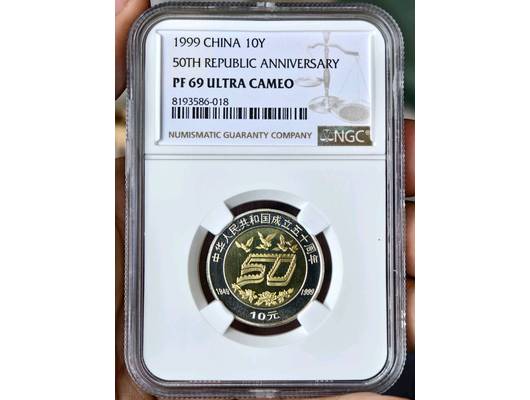 1999 CHINA 10Y
50TH REPUBLIC ANNIVERSARY
PF 69 ULTRA CAMEO
8193586-018
NUMISMATIC GUARANTY COMPANY
NGC
中华人民共和国成立五十周年
50
1949 1999
10元